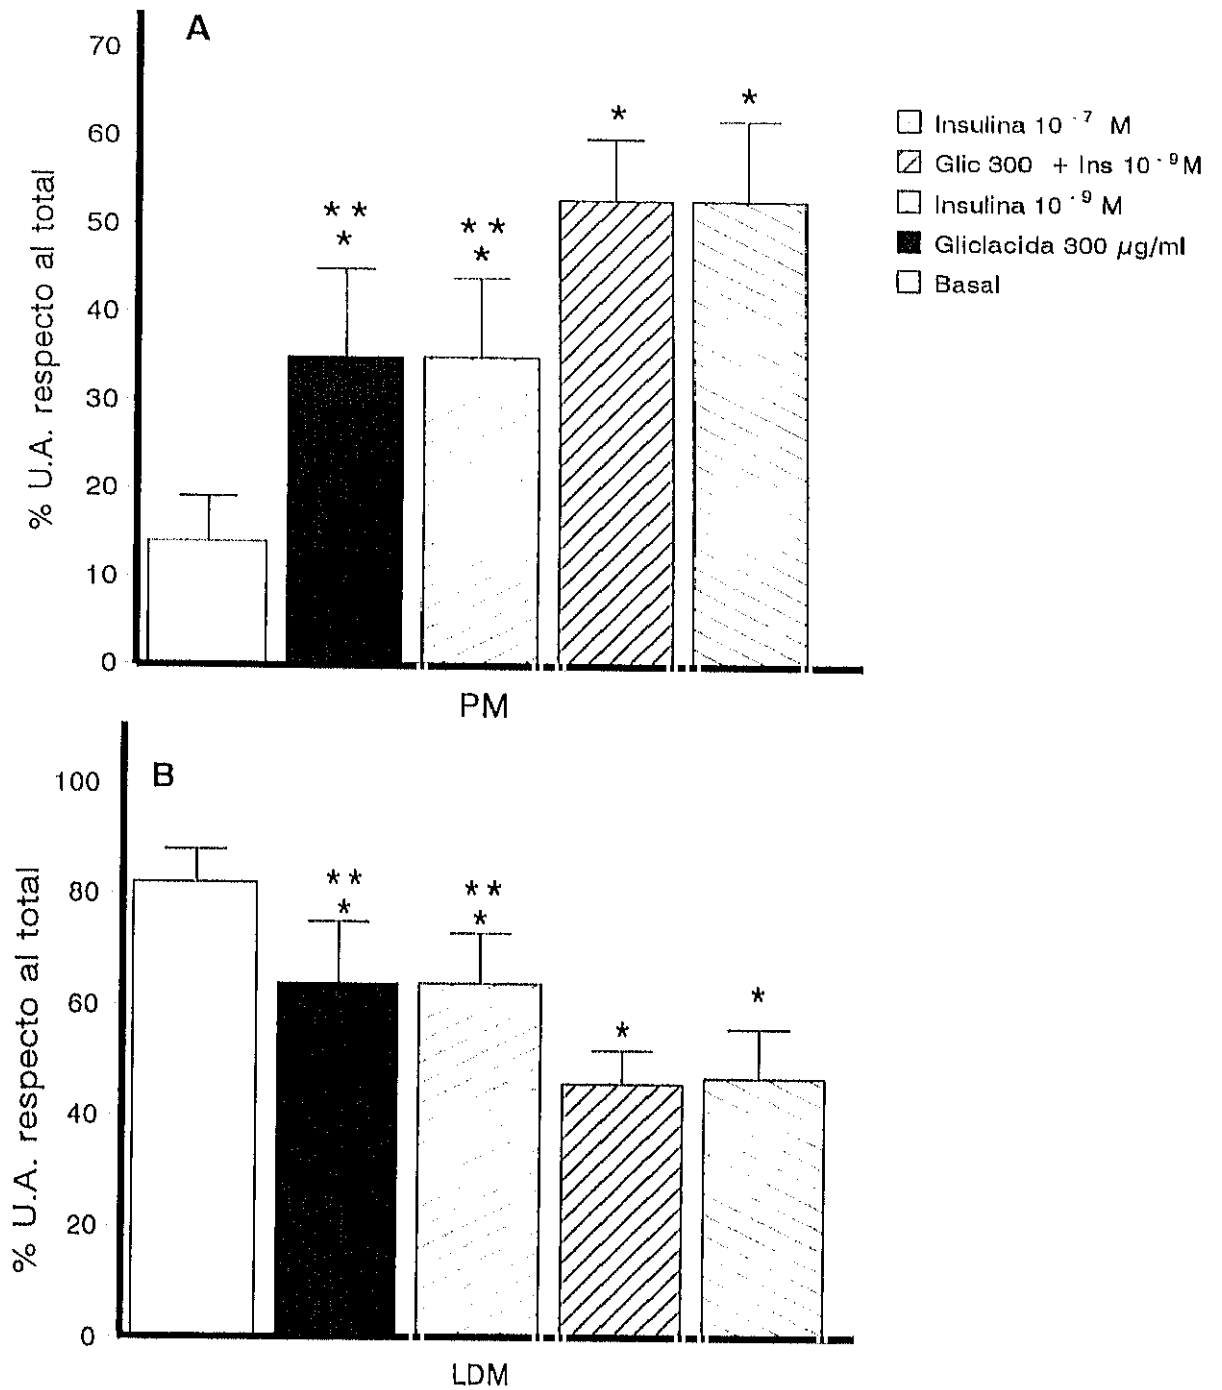 A
70
60
50
40
30
20
10
0
% U.A. respecto al total
* *
*
* *
*
*
*
PM
Insulina 10⁻⁷ M
Glic 300 + Ins 10⁻⁹M
Insulina 10⁻⁹ M
Gliclacida 300 µg/ml
Basal
B
100
80
60
40
20
0
% U.A. respecto al total
**
*
**
*
*
*
LDM